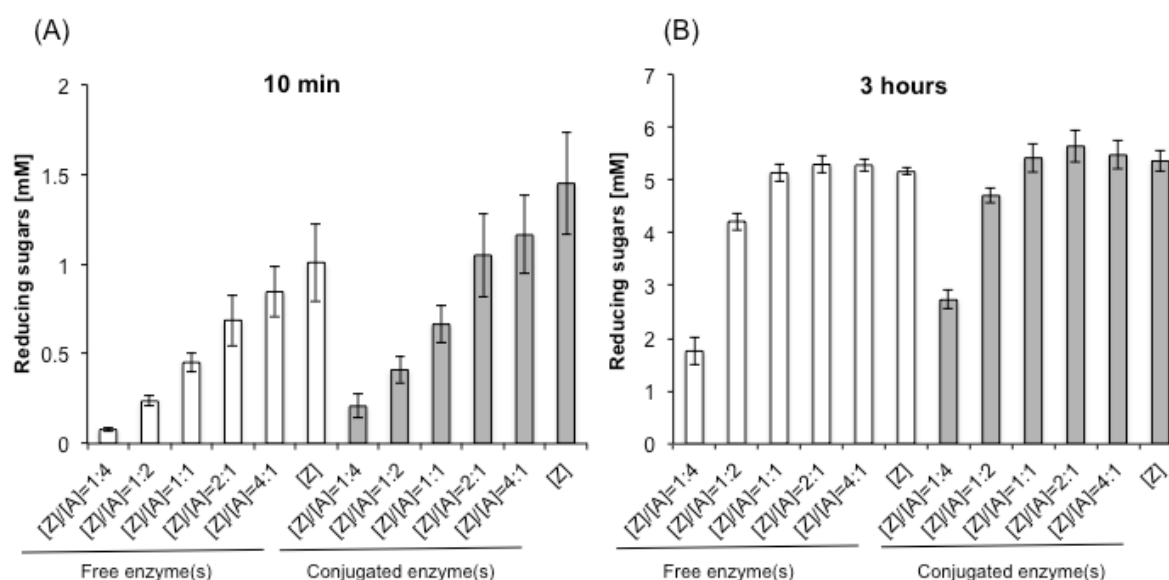 (A)
10 min
Reducing sugars [mM]
2
1.5
1
0.5
0
[Z]/[A]=1:4
[Z]/[A]=1:2
[Z]/[A]=1:1
[Z]/[A]=2:1
[Z]/[A]=4:1
[Z]
[Z]/[A]=1:4
[Z]/[A]=1:2
[Z]/[A]=1:1
[Z]/[A]=2:1
[Z]/[A]=4:1
[Z]
Free enzyme(s)
Conjugated enzyme(s)
(B)
3 hours
Reducing sugars [mM]
7
6
5
4
3
2
1
0
[Z]/[A]=1:4
[Z]/[A]=1:2
[Z]/[A]=1:1
[Z]/[A]=2:1
[Z]/[A]=4:1
[Z]
[Z]/[A]=1:4
[Z]/[A]=1:2
[Z]/[A]=1:1
[Z]/[A]=2:1
[Z]/[A]=4:1
[Z]
Free enzyme(s)
Conjugated enzyme(s)